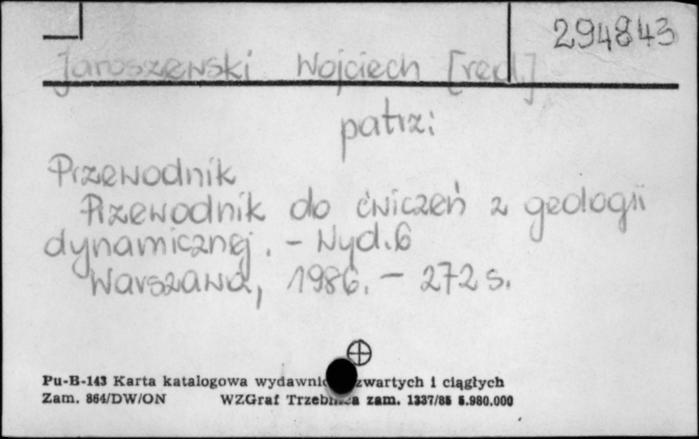 294843
Jaroszewski Wojciech [red.]
patrz:
Przewodnik
Przewodnik do ćwiczeń z geologii
dynamicznej. - Wyd.6
Warszawa, 1986. - 272 s.
Pu-B-143 Karta katalogowa wydawnic zwartych i ciągłych
Zam. 864/DW/ON WZGraf Trzebnica zam. 1337/85 5.980.000